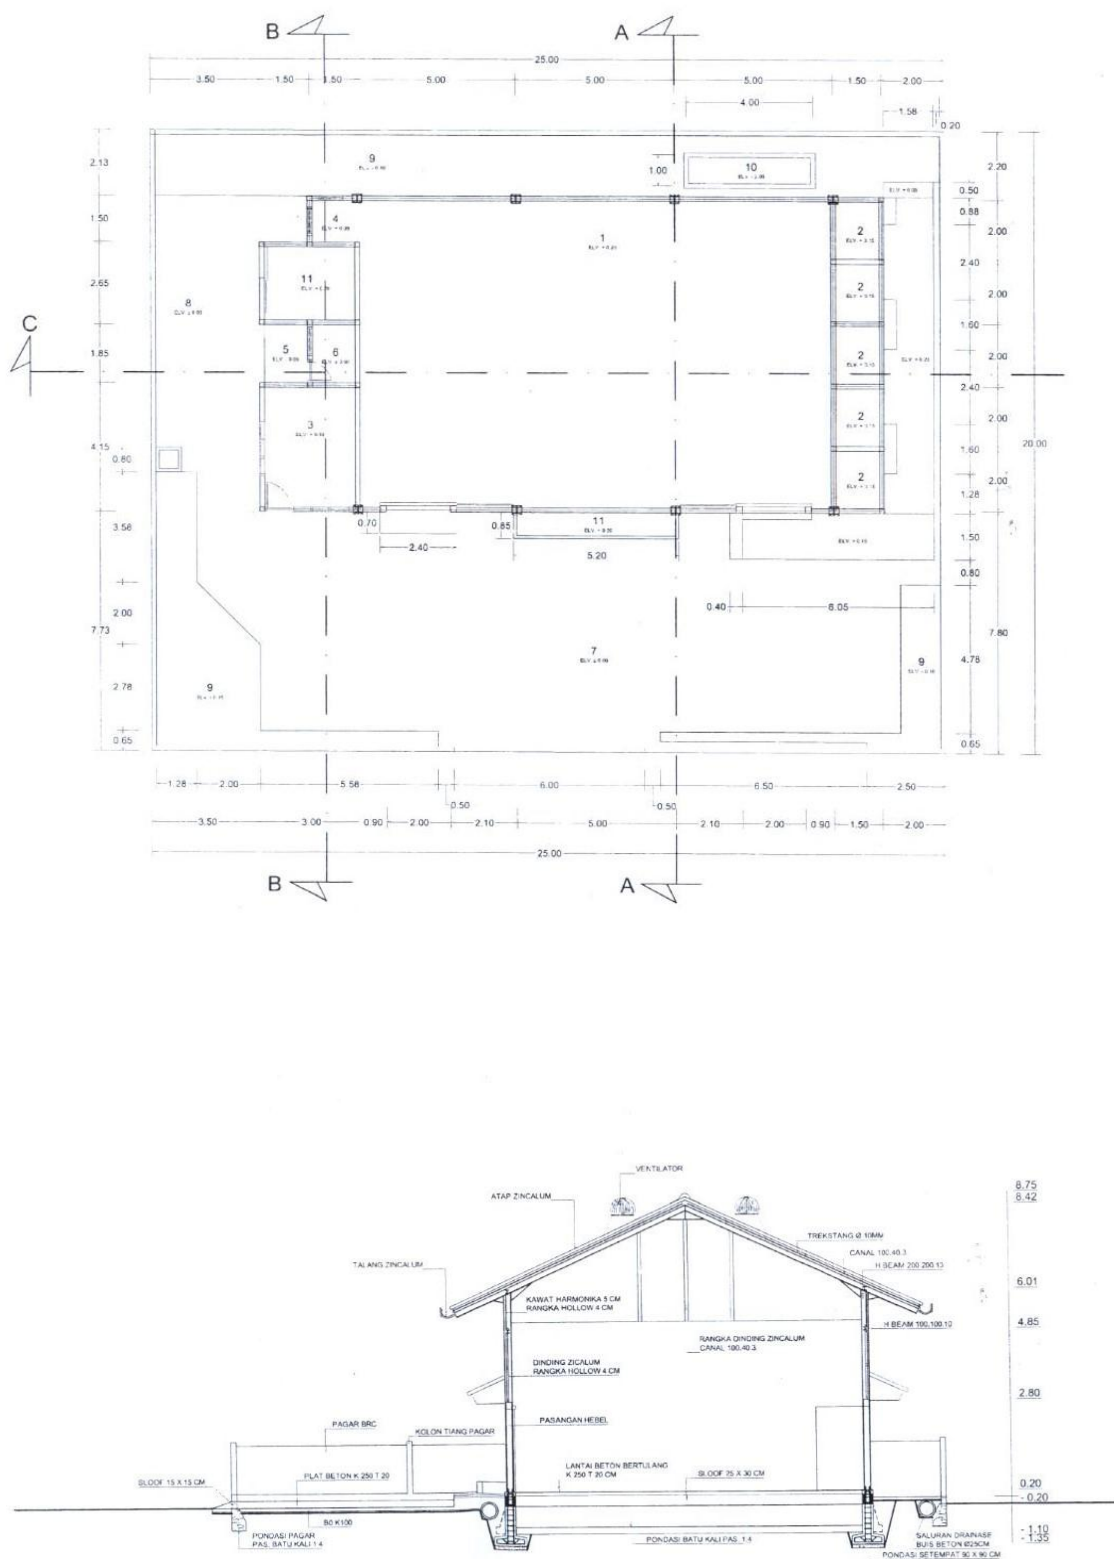 B
A
25.00
3.50 1.50 1.50 5.00 5.00 5.00 1.50 2.00
4.00
1.58
0.20
2.13
9
1.00
10
2.20
0.50
1.50
4
1
2
0.88
2.00
2.65
11
2.40
2
2.00
8
C
1.60
1.85
5
6
2
2.00
2.40
3
2
4.15
0.80
2.00
20.00
1.60
2
2.00
1.28
3.56
0.70
0.85
11
1.50
2.40
5.20
0.80
2.00
0.40
6.05
7.73
7
7.80
4.78
2.78
9
9
0.65
0.65
1.28 2.00 5.58 6.00 6.50 2.50
0.50
0.50
3.50 3.00 0.90 2.00 2.10 5.00 2.10 2.00 0.90 1.50 2.00
25.00
B
A
VENTILATOR
8.75
8.42
ATAP ZINCALUM
TREKSTANG Ø 10MM
CANAL 100.40.3
TALANG ZINCALUM
H BEAM 200.200.13
6.01
KAWAT HARMONIKA 5 CM
RANGKA HOLLOW 4 CM
4.85
H BEAM 100.100.10
RANGKA DINDING ZINCALUM
CANAL 100.40.3
DINDING ZICALUM
RANGKA HOLLOW 4 CM
2.80
PAGAR BRC
PASANGAN HEBEL
KOLON TIANG PAGAR
LANTAI BETON BERTULANG
K 250 T 20 CM
SLOOF 15 X 15 CM
PLAT BETON K 250 T 20
SLOOF 25 X 30 CM
0.20
- 0.20
B0 K100
PONDASI PAGAR
PAS. BATU KALI 1:4
PONDASI BATU KALI PAS. 1:4
SALURAN DRAINASE
BUIS BETON Ø25CM
- 1.10
- 1.35
PONDASI SETEMPAT 90 X 90 CM